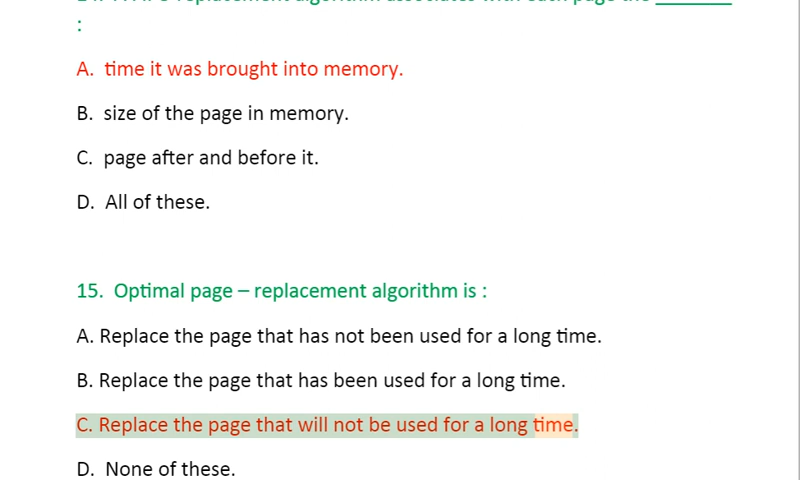 :
A. time it was brought into memory.
B. size of the page in memory.
C. page after and before it.
D. All of these.
15. Optimal page – replacement algorithm is :
A. Replace the page that has not been used for a long time.
B. Replace the page that has been used for a long time.
C. Replace the page that will not be used for a long time.
D. None of these.